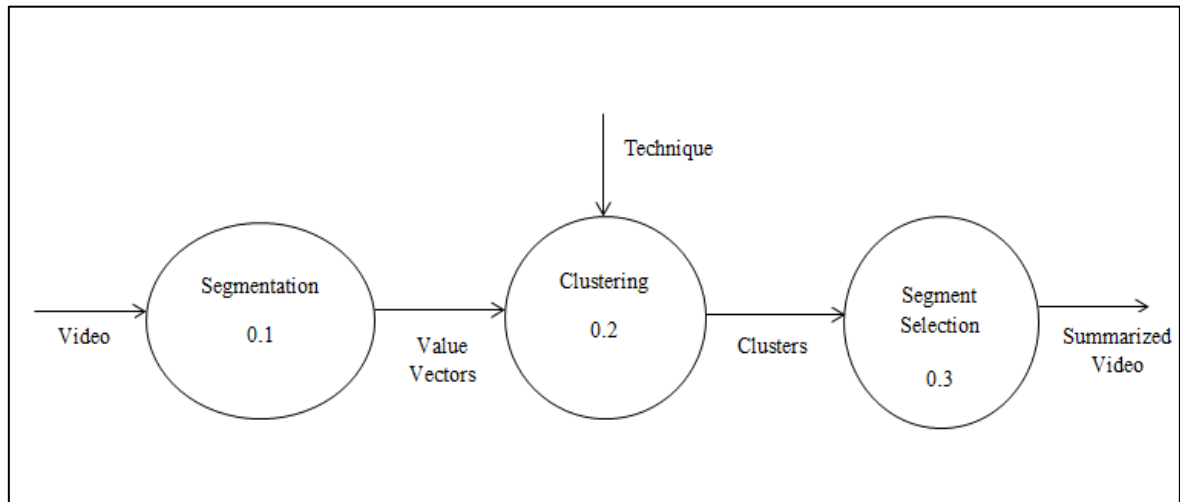 Video
Segmentation
0.1
Value
Vectors
Technique
Clustering
0.2
Clusters
Segment
Selection
0.3
Summarized
Video